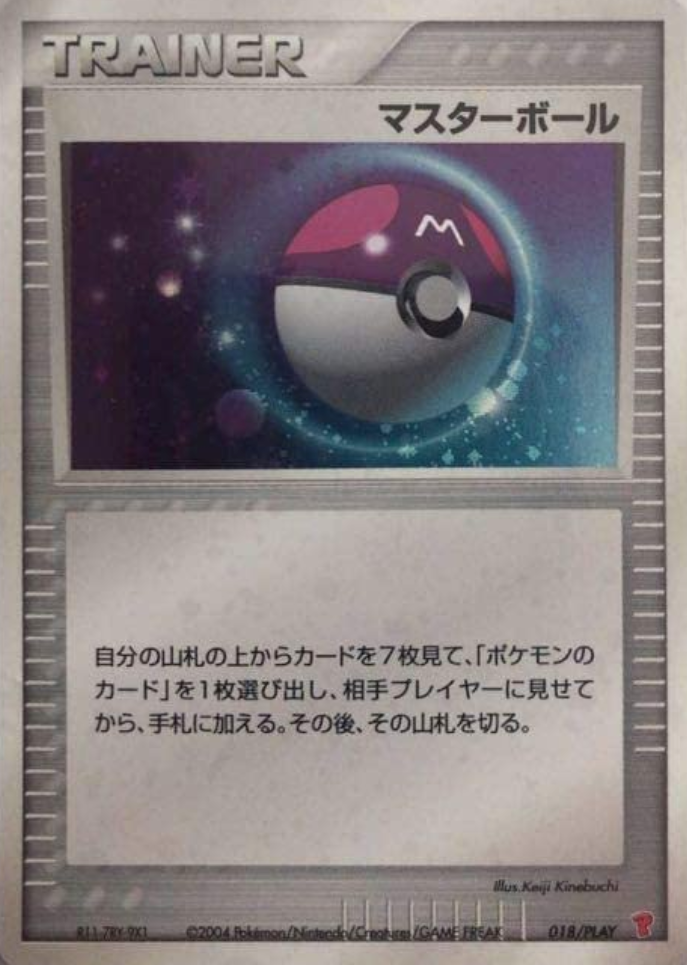 TRAINER
マスターボール
M
自分の山札の上からカードを7枚見て、「ポケモンの
カード」を1枚選び出し、相手プレイヤーに見せて
から、手札に加える。その後、その山札を切る。
Illus. Keiji Kinebuchi
R11-7RY-9X1 ©2004 Pokémon/Nintendo/Creatures/GAME FREAK 018/PLAY P